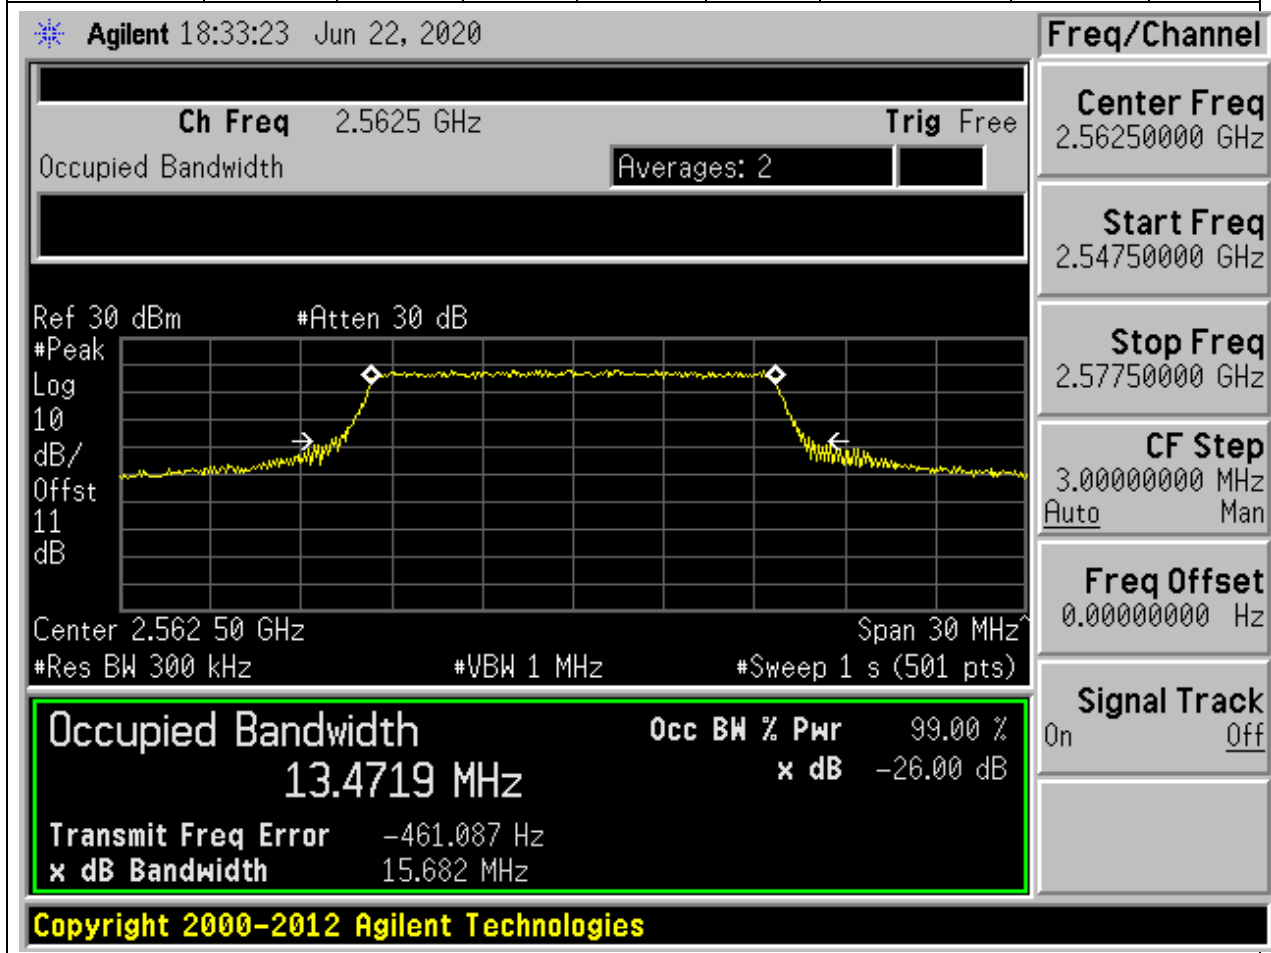 Agilent 18:33:23 Jun 22, 2020
Freq/Channel
Ch Freq 2.5625 GHz Trig Free
Occupied Bandwidth Averages: 2
Center Freq
2.56250000 GHz
Start Freq
2.54750000 GHz
Stop Freq
2.57750000 GHz
CF Step
3.00000000 MHz
Auto Man
Freq Offset
0.00000000 Hz
Signal Track
On Off
Ref 30 dBm #Atten 30 dB
#Peak
Log
10
dB/
Offst
11
dB
Center 2.562 50 GHz Span 30 MHz^
#Res BW 300 kHz #VBW 1 MHz #Sweep 1 s (501 pts)
Occupied Bandwidth Occ BW % Pwr 99.00 %
13.4719 MHz x dB -26.00 dB
Transmit Freq Error -461.087 Hz
x dB Bandwidth 15.682 MHz
Copyright 2000-2012 Agilent Technologies